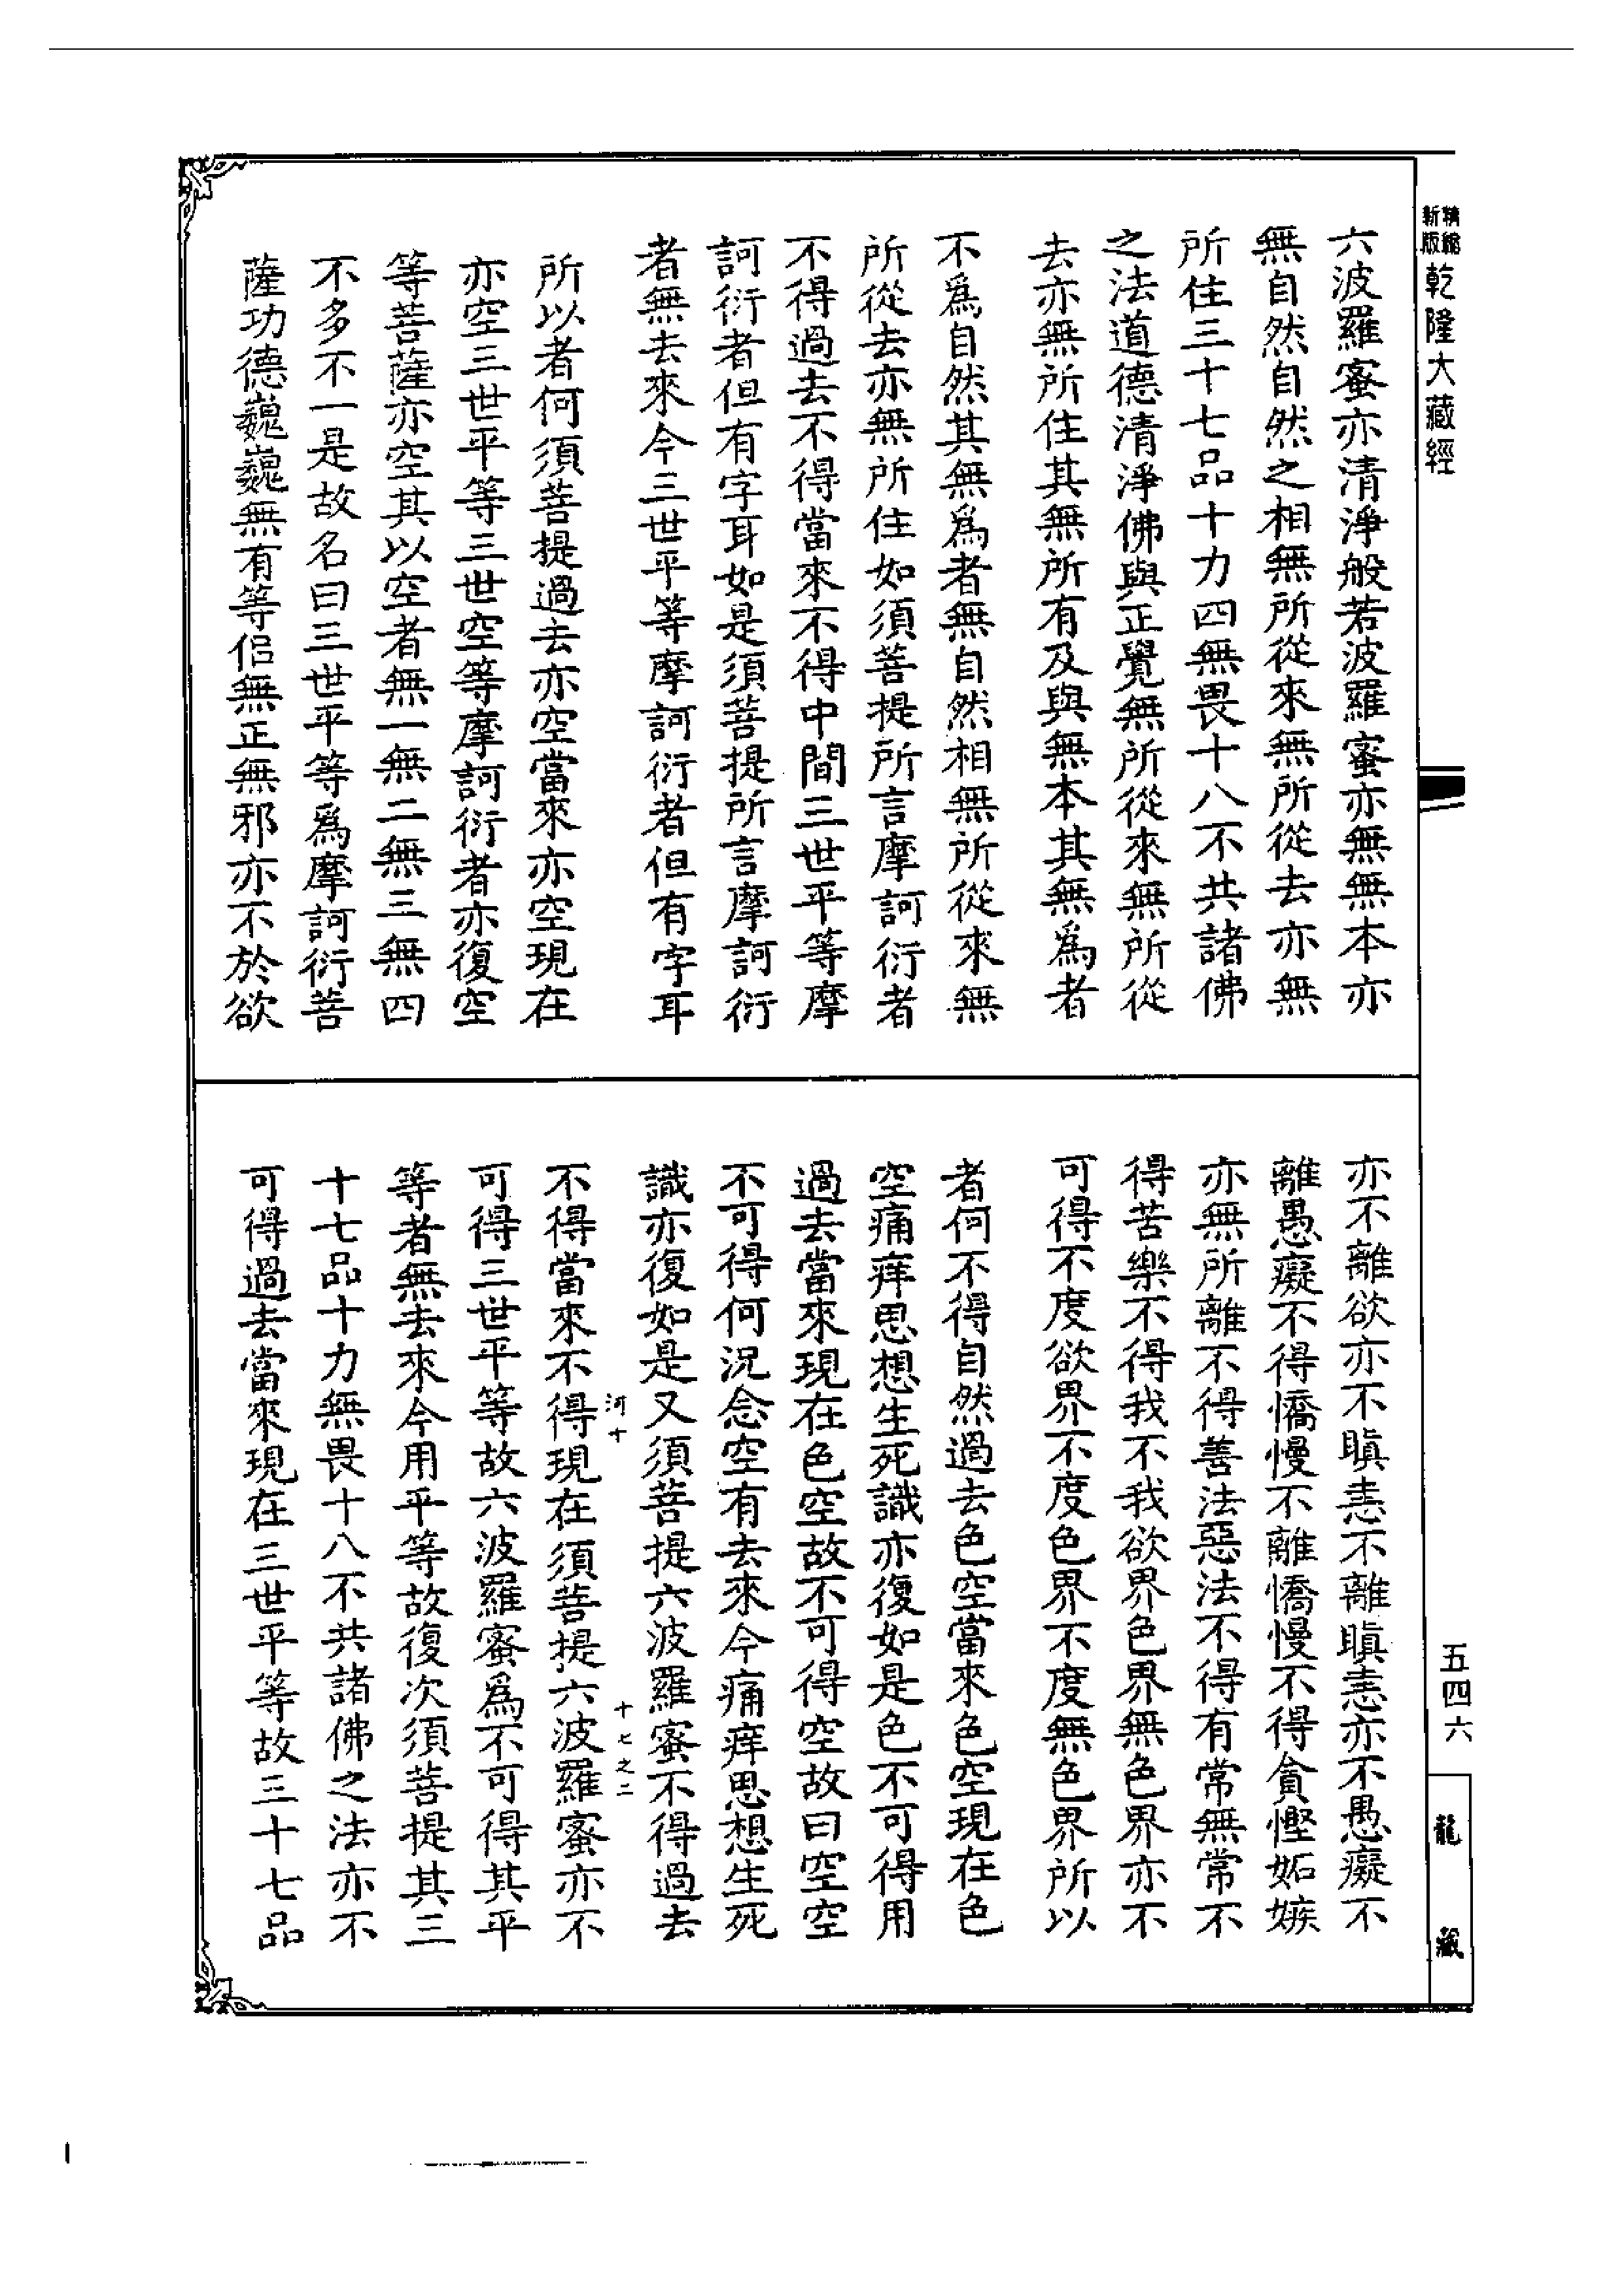 精縮
新版
乾隆大藏經
六波羅蜜亦清淨般若波羅蜜亦無無本亦
無自然自然之相無所從來無所從去亦無
所住三十七品十力四無畏十八不共諸佛
之法道德清淨佛與正覺無所從來無所從
去亦無所住其無所有及與無本其無爲者
不爲自然其無爲者無自然相無所從來無
所從去亦無所住如須菩提所言摩訶衍者
不得過去不得當來不得中間三世平等摩
訶衍者但有字耳如是須菩提所言摩訶衍
者無去來今三世平等摩訶衍者但有字耳
所以者何須菩提過去亦空當來亦空現在
亦空三世平等三世空等摩訶衍者亦復空
等菩薩亦空其以空者無一無二無三無四
不多不一是故名曰三世平等爲摩訶衍菩
薩功德巍巍無有等侶無正無邪亦不於欲
亦不離欲亦不瞋恚不離瞋恚亦不愚癡不
離愚癡不得憍慢不離憍慢不得貪慳妬嫉
亦無所離不得善法惡法不得有常無常不
得苦樂不得我不我欲界色界無色界亦不
可得不度欲界不度色界不度無色界所以
者何不得自然過去色空當來色空現在色
空痛痒思想生死識亦復如是色不可得用
過去當來現在色空故不可得空故曰空空
不可得何況念空有去來今痛痒思想生死
識亦復如是又須菩提六波羅蜜不得過去
河十
十七之二
不得當來不得現在須菩提六波羅蜜亦不
可得三世平等故六波羅蜜爲不可得其平
等者無去來今用平等故復次須菩提其三
十七品十力無畏十八不共諸佛之法亦不
可得過去當來現在三世平等故三十七品
五四六
龍藏